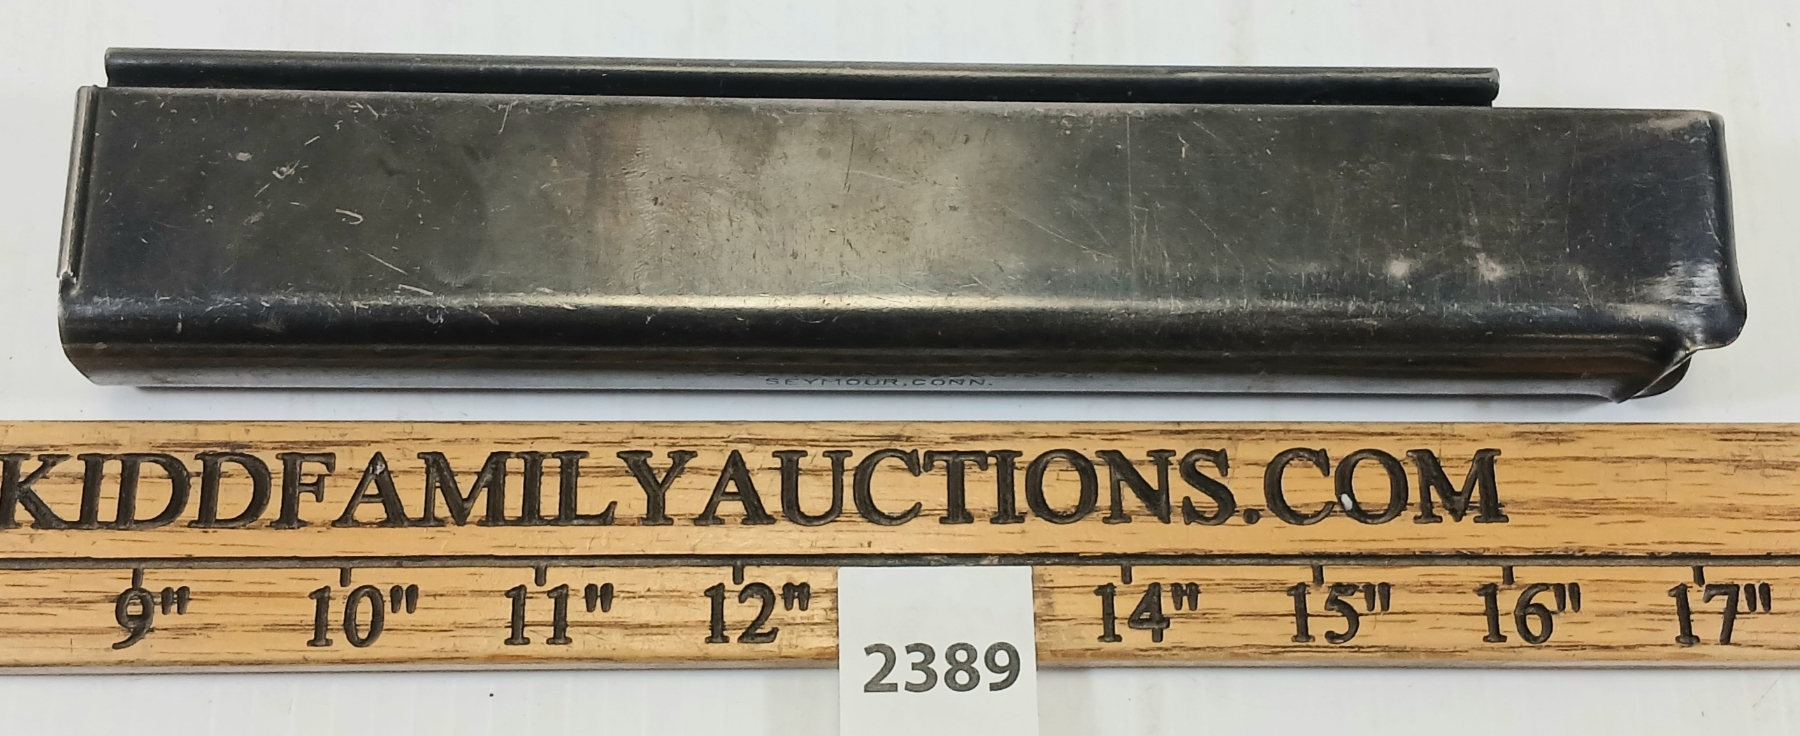 SEYMOUR, CONN.
KIDDFAMILYAUCTIONS.COM
9" 10" 11" 12" 14" 15" 16" 17"
2389